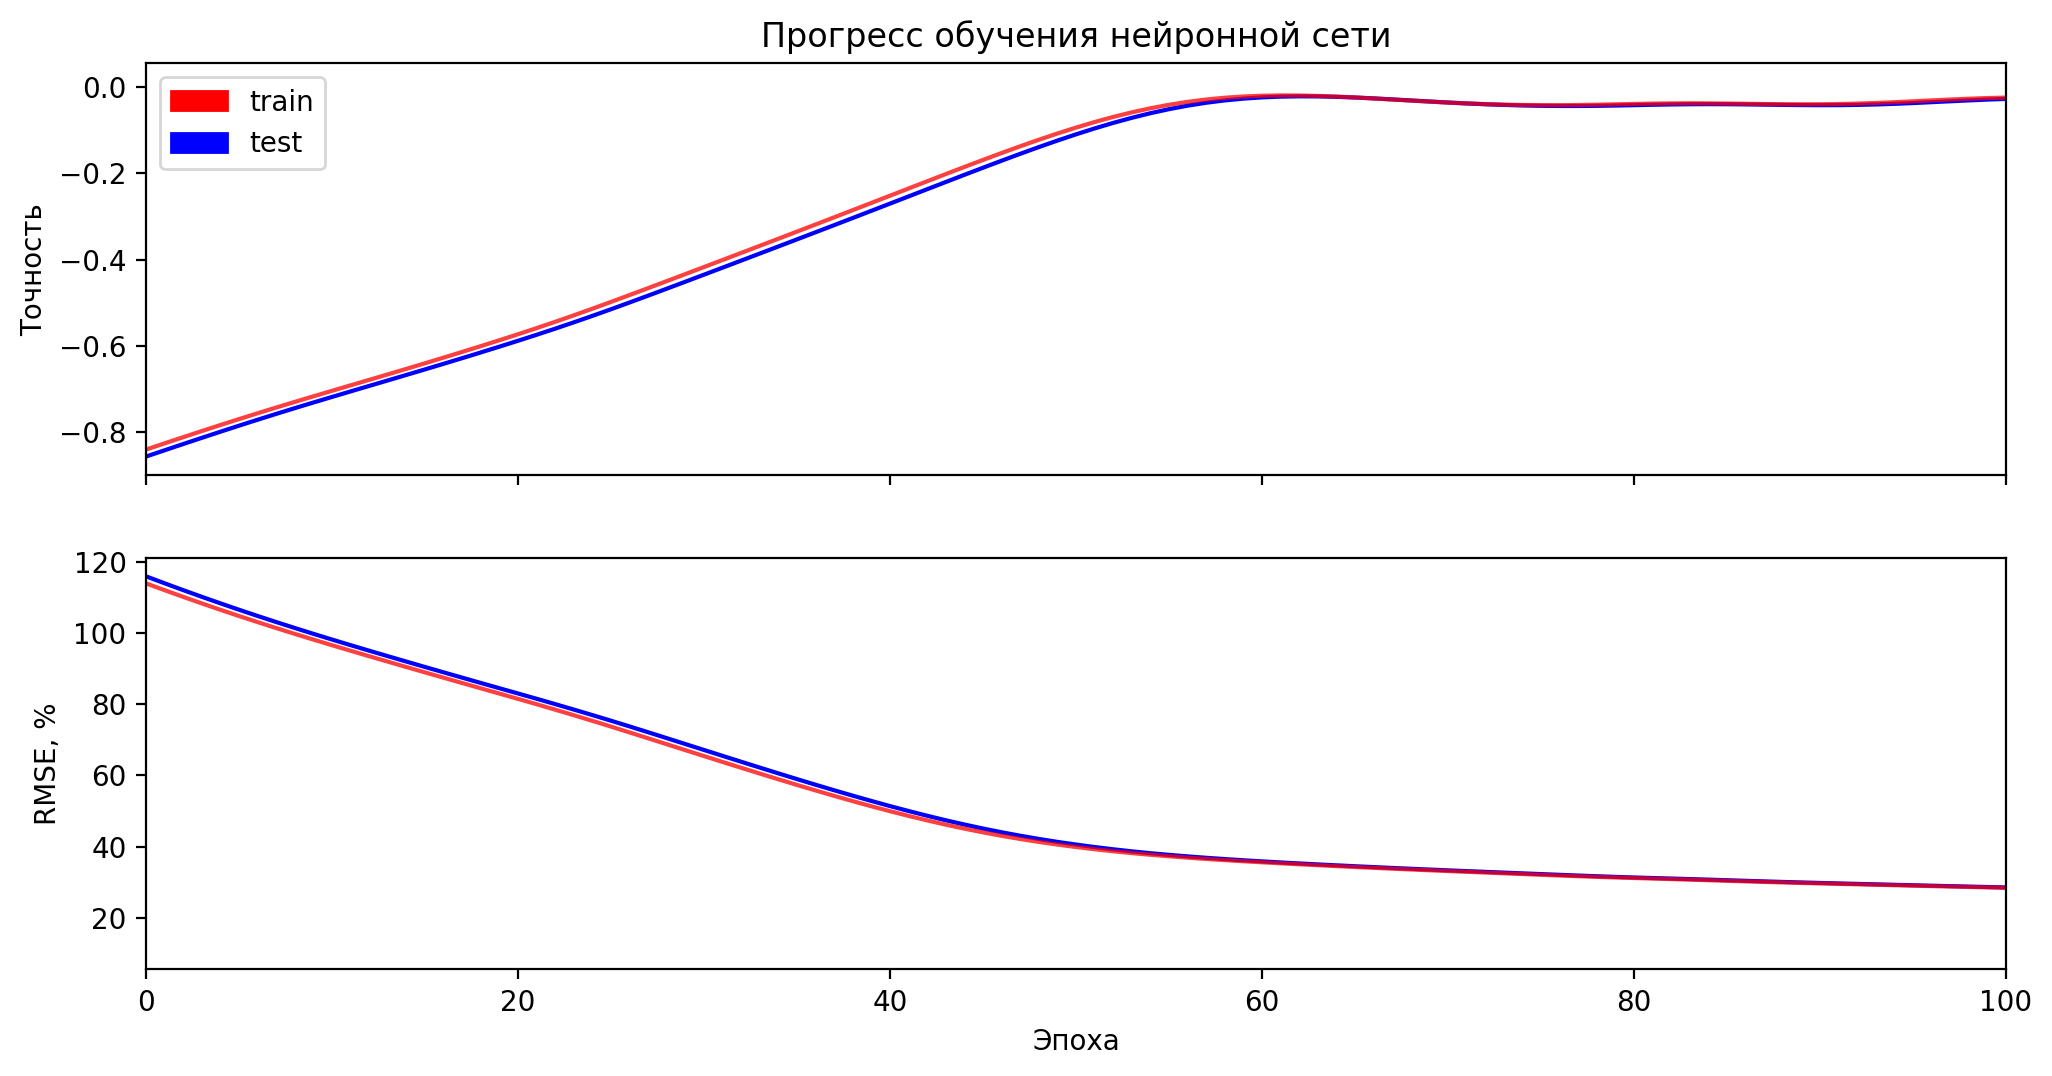 Прогресс обучения нейронной сети
train
test
Точность
0.0
−0.2
−0.4
−0.6
−0.8
RMSE, %
120
100
80
60
40
20
0 20 40 60 80 100
Эпоха